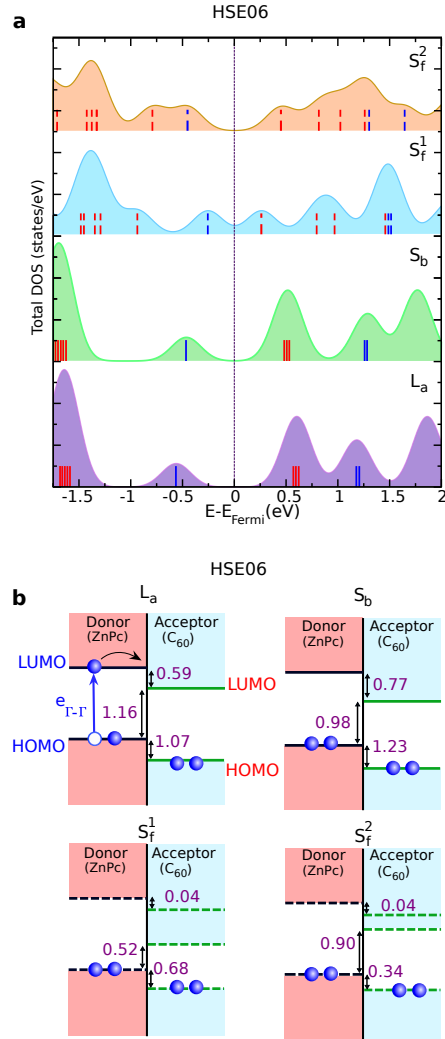 HSE06
a
S_f^2
S_f^1
S_b
L_a
Total DOS (states/eV)
-1.5 -1 -0.5 0 0.5 1 1.5 2
E-E_Fermi(eV)
HSE06
b
L_a
Donor
(ZnPc)
Acceptor
(C_60)
LUMO
0.59
e_Γ-Γ
1.16
1.07
HOMO
S_b
Donor
(ZnPc)
Acceptor
(C_60)
0.77
LUMO
0.98
1.23
HOMO
S_f^1
Donor
(ZnPc)
Acceptor
(C_60)
0.04
0.52
0.68
S_f^2
Donor
(ZnPc)
Acceptor
(C_60)
0.04
0.90
0.34